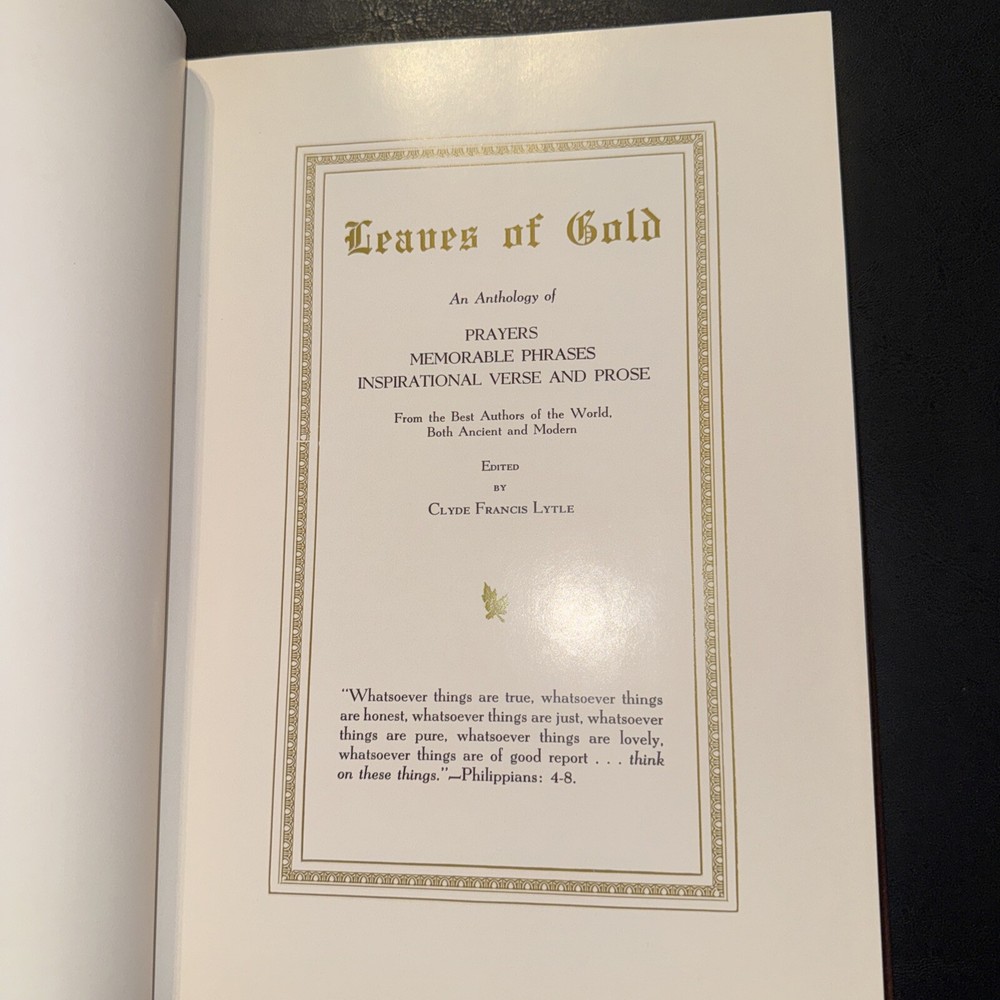 Leaves of Gold
An Anthology of
PRAYERS
MEMORABLE PHRASES
INSPIRATIONAL VERSE AND PROSE
From the Best Authors of the World,
Both Ancient and Modern
EDITED
BY
CLYDE FRANCIS LYTLE
"Whatsoever things are true, whatsoever things
are honest, whatsoever things are just, whatsoever
things are pure, whatsoever things are lovely,
whatsoever things are of good report . . . think
on these things."—Philippians: 4-8.